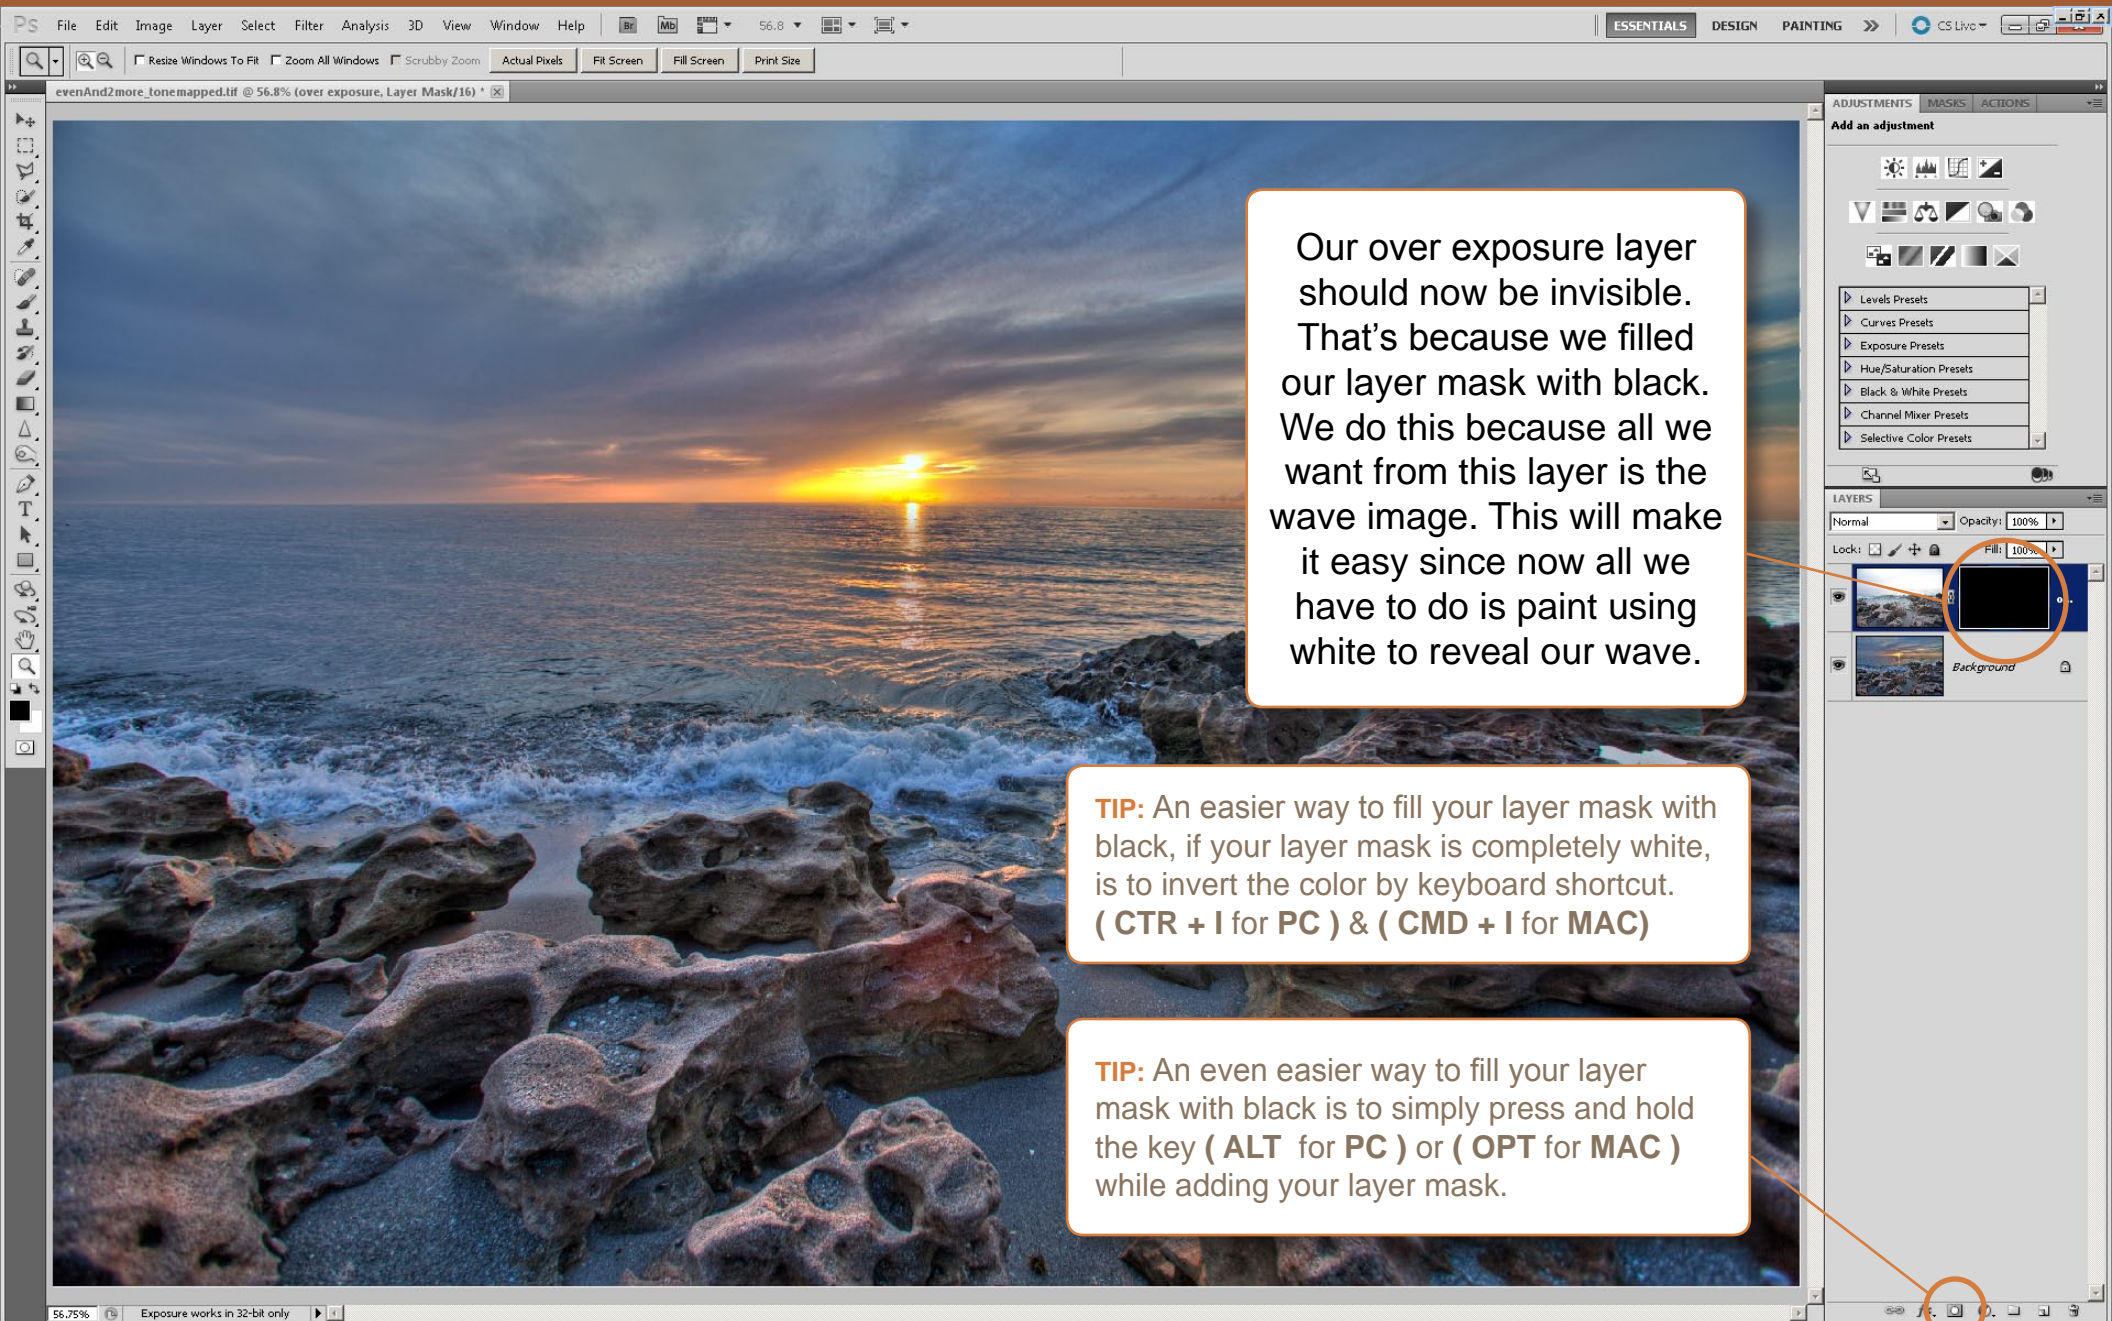 Ps File Edit Image Layer Select Filter Analysis 3D View Window Help Br Mb 56.8 ESSENTIALS DESIGN PAINTING CS Live
Resize Windows To Fit Zoom All Windows Scrubby Zoom Actual Pixels Fit Screen Fill Screen Print Size
evenAnd2more_tonemapped.tif @ 56.8% (over exposure, Layer Mask/16) *
ADJUSTMENTS MASKS ACTIONS
Add an adjustment
Levels Presets
Curves Presets
Exposure Presets
Hue/Saturation Presets
Black & White Presets
Channel Mixer Presets
Selective Color Presets
LAYERS
Normal Opacity: 100%
Lock: Fill: 100%
o...
Background
Our over exposure layer
should now be invisible.
That's because we filled
our layer mask with black.
We do this because all we
want from this layer is the
wave image. This will make
it easy since now all we
have to do is paint using
white to reveal our wave.
TIP: An easier way to fill your layer mask with
black, if your layer mask is completely white,
is to invert the color by keyboard shortcut.
( CTR + I for PC ) & ( CMD + I for MAC)
TIP: An even easier way to fill your layer
mask with black is to simply press and hold
the key ( ALT for PC ) or ( OPT for MAC )
while adding your layer mask.
56.75% Exposure works in 32-bit only